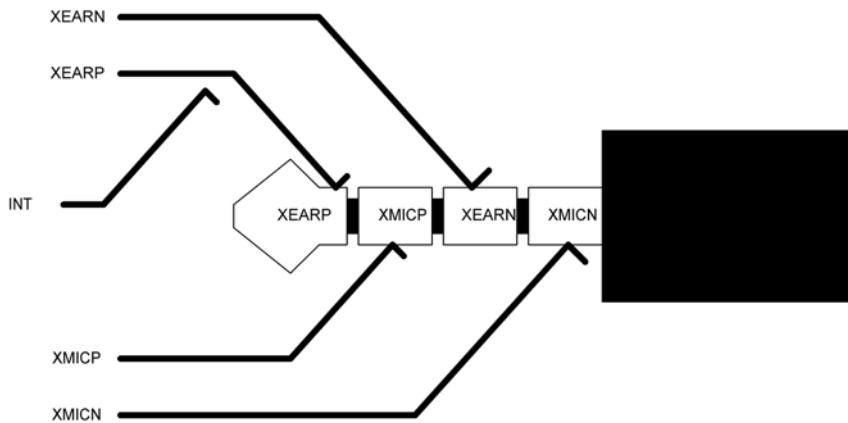 XEARN
XEARP
INT
XEARP XMICP XEARN XMICN
XMICP
XMICN